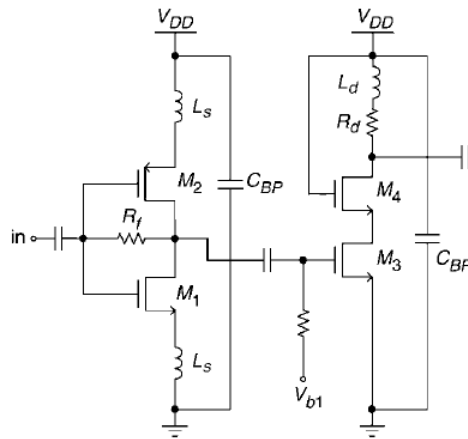 V_DD
V_DD
L_s
L_d
R_d
M_2
C_BP
M_4
R_f
in
M_3
C_BP
M_1
L_s
V_b1